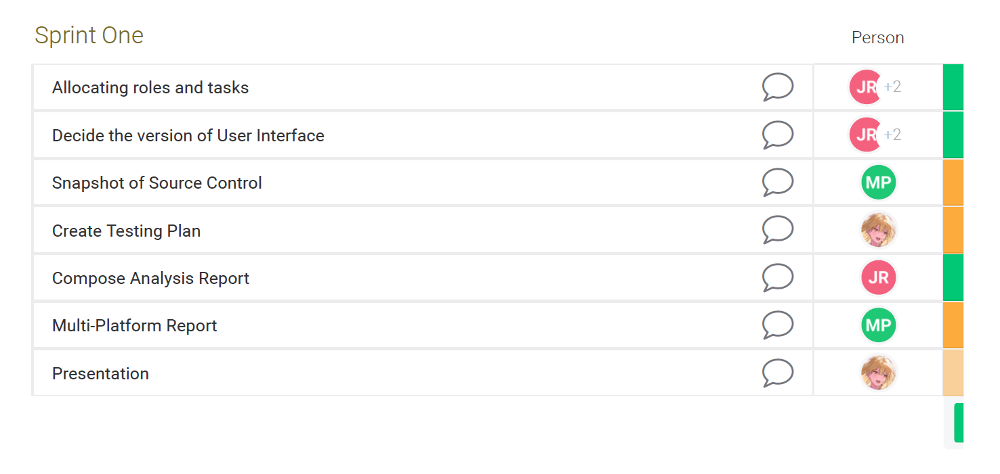 Sprint One Person
Allocating roles and tasks JR +2
Decide the version of User Interface JR +2
Snapshot of Source Control MP
Create Testing Plan
Compose Analysis Report JR
Multi-Platform Report MP
Presentation